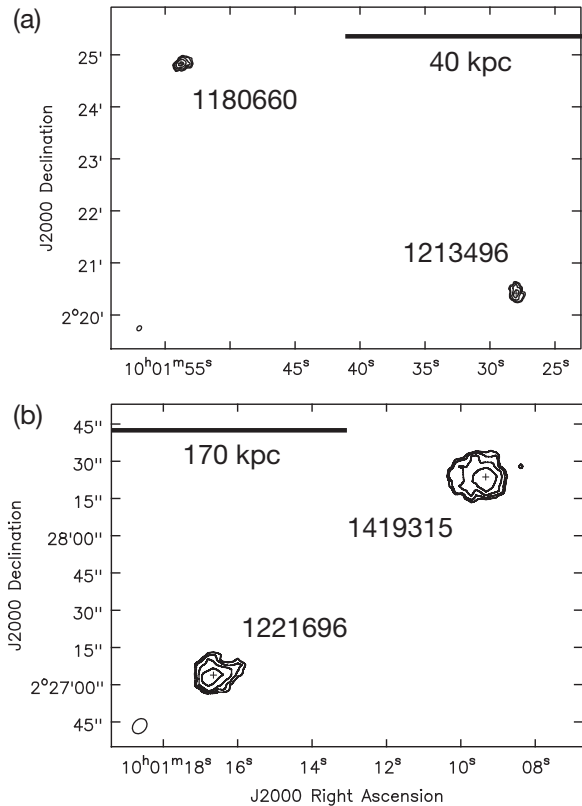 (a)
40 kpc
1180660
1213496
25'
24'
23'
22'
21'
2°20'
J2000 Declination
10ʰ01ᵐ55ˢ 45ˢ 40ˢ 35ˢ 30ˢ 25ˢ
(b)
170 kpc
1419315
1221696
45"
30"
15"
28'00"
45"
30"
15"
2°27'00"
45"
J2000 Declination
10ʰ01ᵐ18ˢ 16ˢ 14ˢ 12ˢ 10ˢ 08ˢ
J2000 Right Ascension